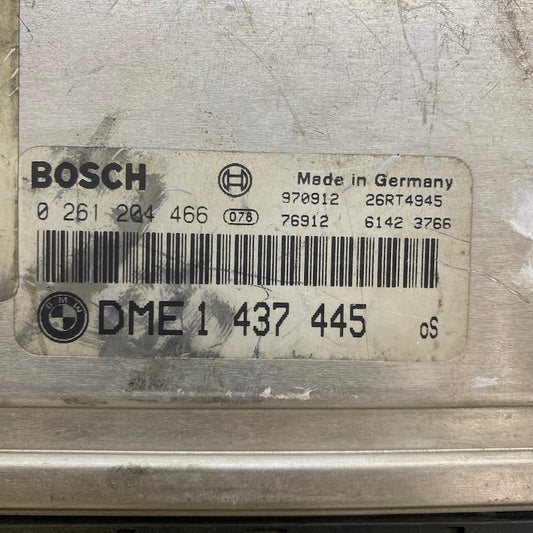 BOSCH Made in Germany
970912 26RT4945
0 261 204 466 078 76912 6142 3766
BMW DME 1 437 445 oS